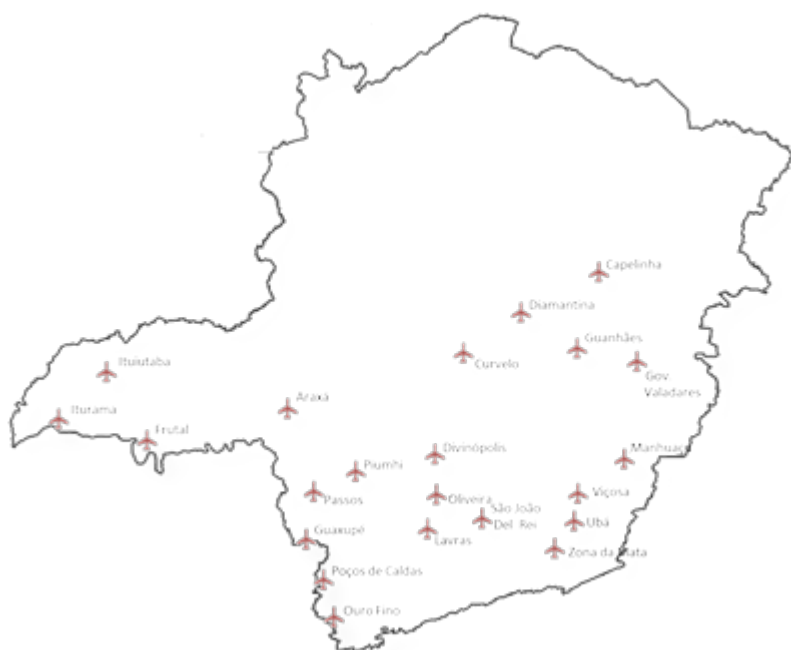 Capelinha
Diamantina
Guanhães
Curvelo
Gov
Valadares
Ituiutaba
Araxá
Iturama
Frutal
Divinópolis
Manhuaçu
Piumhi
Passos
Oliveira
São João
Del Rei
Viçosa
Ubá
Guaxupé
Lavras
Zona da Mata
Poços de Caldas
Ouro Fino